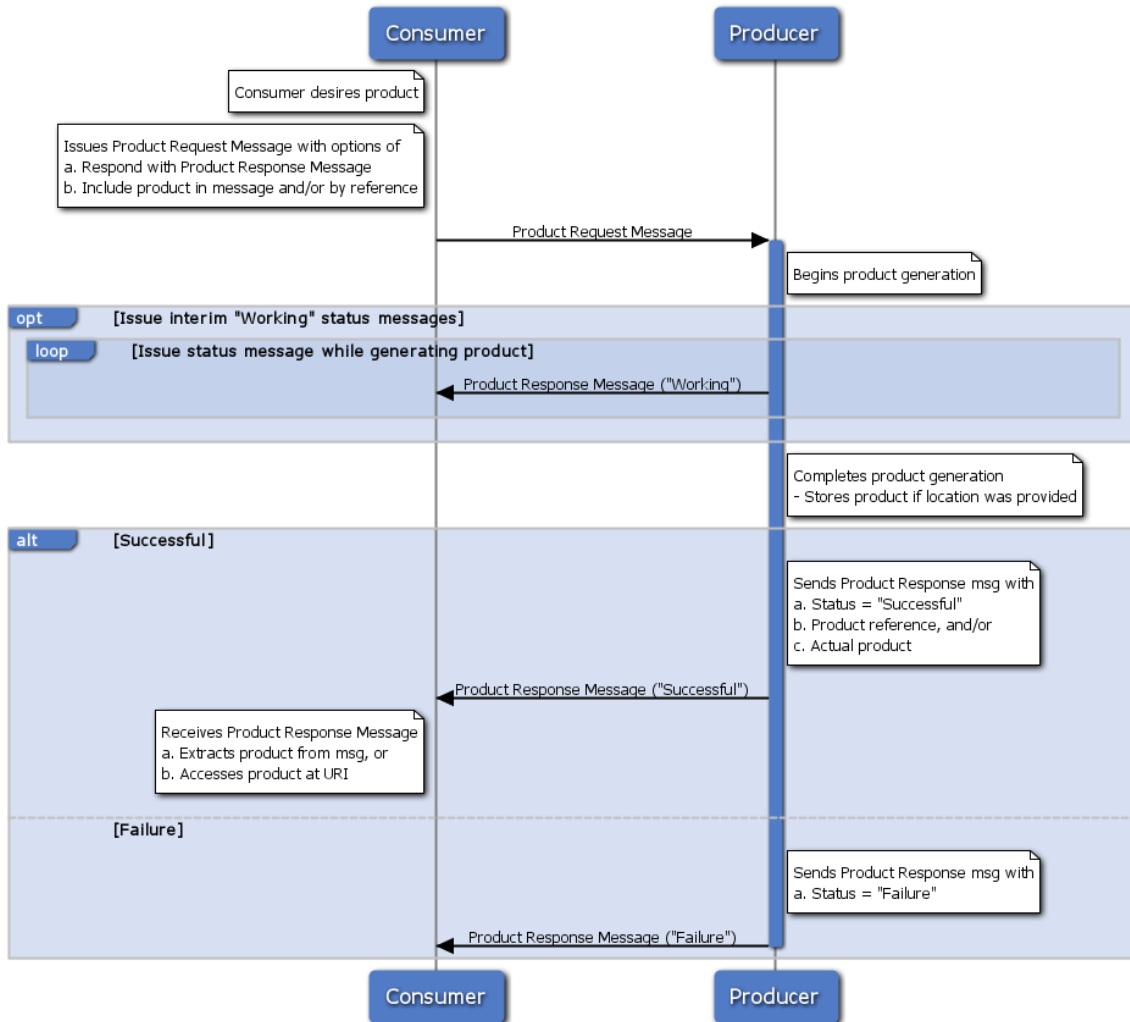 Consumer
Producer
Consumer desires product
Issues Product Request Message with options of
a. Respond with Product Response Message
b. Include product in message and/or by reference
Product Request Message
Begins product generation
opt
[Issue interim "Working" status messages]
loop
[Issue status message while generating product]
Product Response Message ("Working")
Completes product generation
- Stores product if location was provided
alt
[Successful]
Sends Product Response msg with
a. Status = "Successful"
b. Product reference, and/or
c. Actual product
Product Response Message ("Successful")
Receives Product Response Message
a. Extracts product from msg, or
b. Accesses product at URI
[Failure]
Sends Product Response msg with
a. Status = "Failure"
Product Response Message ("Failure")
Consumer
Producer